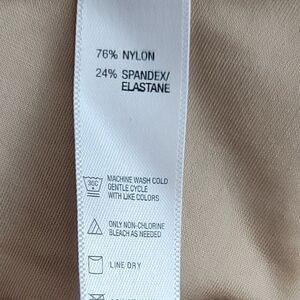 76% NYLON
24% SPANDEX/
ELASTANE
30C
MACHINE WASH COLD
GENTLE CYCLE
WITH LIKE COLORS
ONLY NON-CHLORINE
BLEACH AS NEEDED
LINE DRY